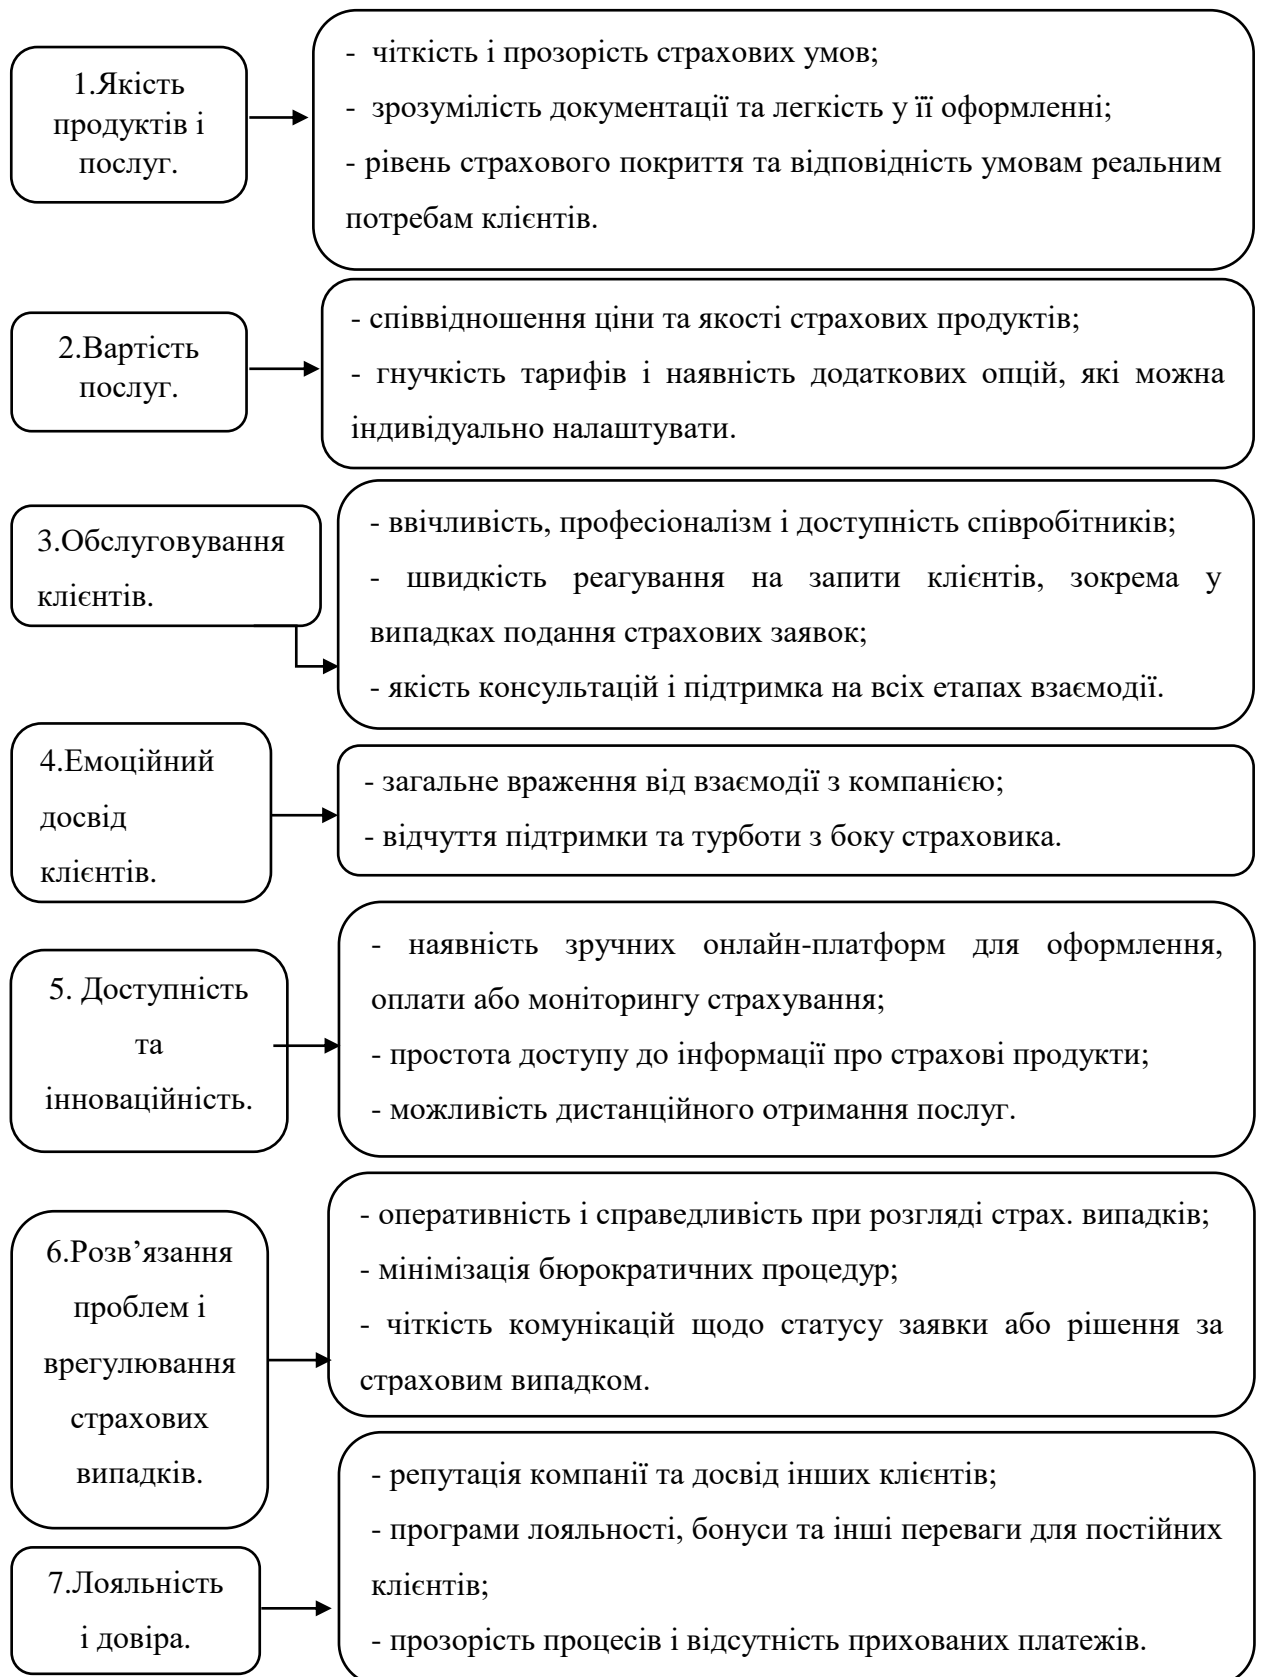 1.Якість
продуктів і
послуг.
- чіткість і прозорість страхових умов;
- зрозумілість документації та легкість у її оформленні;
- рівень страхового покриття та відповідність умовам реальним
потребам клієнтів.
2.Вартість
послуг.
- співвідношення ціни та якості страхових продуктів;
- гнучкість тарифів і наявність додаткових опцій, які можна
індивідуально налаштувати.
3.Обслуговування
клієнтів.
- ввічливість, професіоналізм і доступність співробітників;
- швидкість реагування на запити клієнтів, зокрема у
випадках подання страхових заявок;
- якість консультацій і підтримка на всіх етапах взаємодії.
4.Емоційний
досвід
клієнтів.
- загальне враження від взаємодії з компанією;
- відчуття підтримки та турботи з боку страховика.
5. Доступність
та
інноваційність.
- наявність зручних онлайн-платформ для оформлення,
оплати або моніторингу страхування;
- простота доступу до інформації про страхові продукти;
- можливість дистанційного отримання послуг.
6.Розв’язання
проблем і
врегулювання
страхових
випадків.
- оперативність і справедливість при розгляді страх. випадків;
- мінімізація бюрократичних процедур;
- чіткість комунікацій щодо статусу заявки або рішення за
страховим випадком.
7.Лояльність
і довіра.
- репутація компанії та досвід інших клієнтів;
- програми лояльності, бонуси та інші переваги для постійних
клієнтів;
- прозорість процесів і відсутність прихованих платежів.